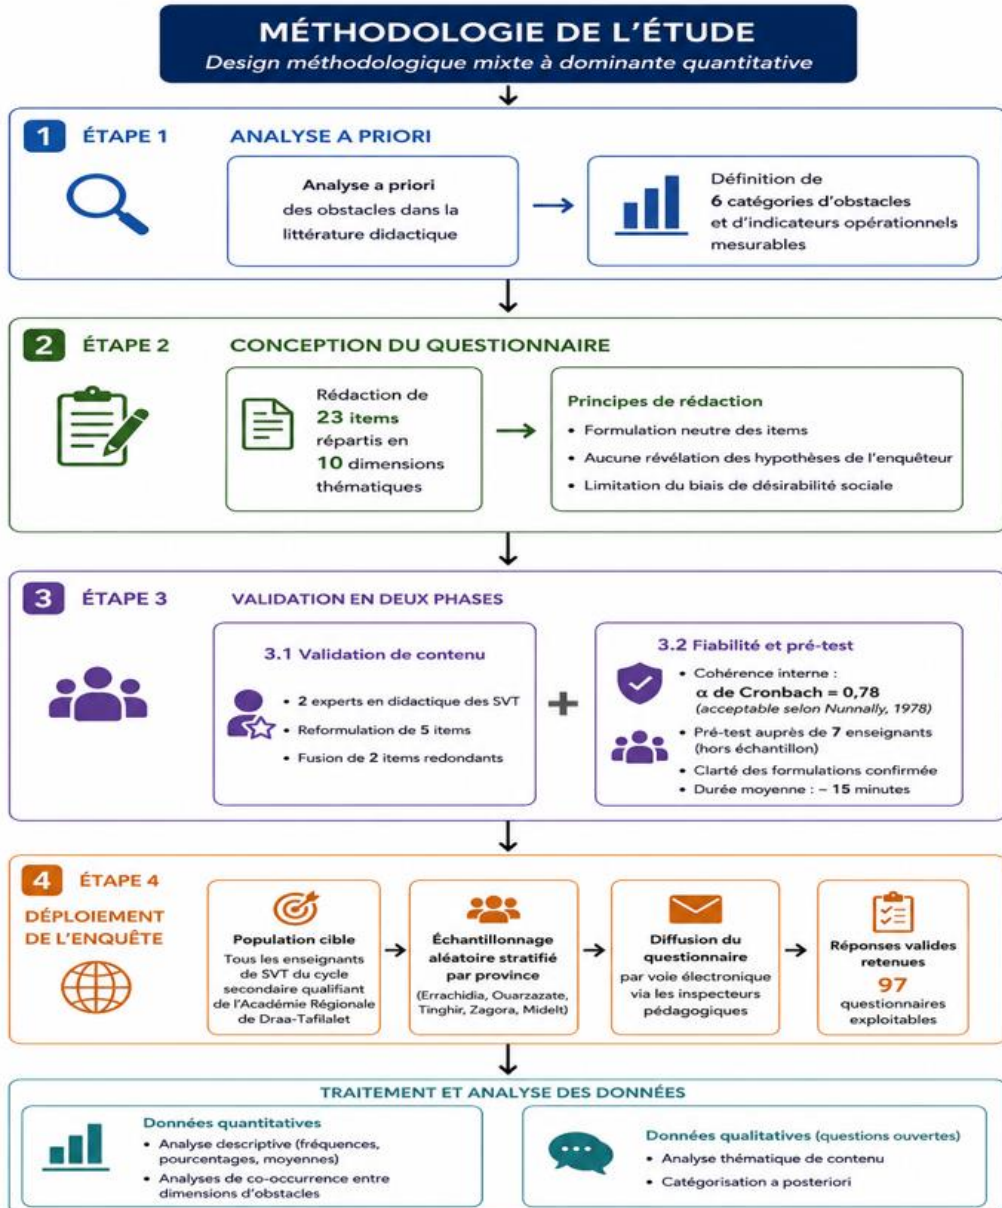 MÉTHODOLOGIE DE L'ÉTUDE
Design méthodologique mixte à dominante quantitative
1 ÉTAPE 1 ANALYSE A PRIORI
Analyse a priori
des obstacles dans la
littérature didactique
Définition de
6 catégories d'obstacles
et d'indicateurs opérationnels
mesurables
2 ÉTAPE 2 CONCEPTION DU QUESTIONNAIRE
Rédaction de
23 items
répartis en
10 dimensions
thématiques
Principes de rédaction
• Formulation neutre des items
• Aucune révélation des hypothèses de l'enquêteur
• Limitation du biais de désirabilité sociale
3 ÉTAPE 3 VALIDATION EN DEUX PHASES
3.1 Validation de contenu
• 2 experts en didactique des SVT
• Reformulation de 5 items
• Fusion de 2 items redondants
+
3.2 Fiabilité et pré-test
• Cohérence interne :
α de Cronbach = 0,78
(acceptable selon Nunnally, 1978)
• Pré-test auprès de 7 enseignants
(hors échantillon)
• Clarté des formulations confirmée
• Durée moyenne : ~ 15 minutes
4 ÉTAPE 4
DÉPLOIEMENT
DE L'ENQUÊTE
Population cible
Tous les enseignants
de SVT du cycle
secondaire qualifiant
de l'Académie Régionale
de Draa-Tafilalet
Échantillonnage
aléatoire stratifié
par province
(Errachidia, Ouarzazate,
Tinghir, Zagora, Midelt)
Diffusion du
questionnaire
par voie électronique
via les inspecteurs
pédagogiques
Réponses valides
retenues
97
questionnaires
exploitables
TRAITEMENT ET ANALYSE DES DONNÉES
Données quantitatives
• Analyse descriptive (fréquences,
pourcentages, moyennes)
• Analyses de co-occurrence entre
dimensions d'obstacles
Données qualitatives (questions ouvertes)
• Analyse thématique de contenu
• Catégorisation a posteriori